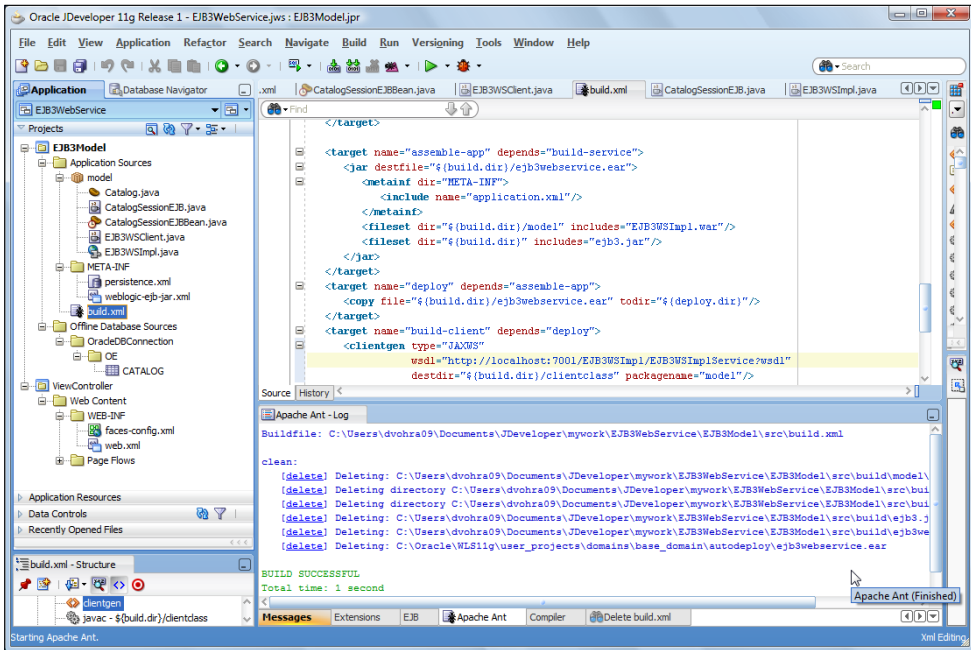 Oracle JDeveloper 11g Release 1 - EJB3WebService.jws : EJB3Model.jpr
File Edit View Application Refactor Search Navigate Build Run Versioning Tools Window Help
Search
Application
Database Navigator
.xml
CatalogSessionEJBBean.java
EJB3WSClient.java
build.xml
CatalogSessionEJB.java
EJB3WSImpl.java
EJB3WebService
Find
Projects
EJB3Model
Application Sources
model
Catalog.java
CatalogSessionEJB.java
CatalogSessionEJBBean.java
EJB3WSClient.java
EJB3WSImpl.java
META-INF
persistence.xml
weblogic-ejb-jar.xml
build.xml
Offline Database Sources
OracleDBConnection
OE
CATALOG
ViewController
Web Content
WEB-INF
faces-config.xml
web.xml
Page Flows
Application Resources
Data Controls
Recently Opened Files
</target>
<target name="assemble-app" depends="build-service">
<jar destfile="${build.dir}/ejb3webservice.ear">
<metainf dir="META-INF">
<include name="application.xml"/>
</metainf>
<fileset dir="${build.dir}/model" includes="EJB3WSImpl.war"/>
<fileset dir="${build.dir}" includes="ejb3.jar"/>
</jar>
</target>
<target name="deploy" depends="assemble-app">
<copy file="${build.dir}/ejb3webservice.ear" todir="${deploy.dir}"/>
</target>
<target name="build-client" depends="deploy">
<clientgen type="JAXWS"
wsdl="http://localhost:7001/EJB3WSImpl/EJB3WSImplService?wsdl"
destdir="${build.dir}/clientclass" packagename="model"/>
Source History
Apache Ant - Log
Buildfile: C:\Users\dvohra09\Documents\JDeveloper\mywork\EJB3WebService\EJB3Model\src\build.xml
clean:
[delete] Deleting: C:\Users\dvohra09\Documents\JDeveloper\mywork\EJB3WebService\EJB3Model\src\build\model\
[delete] Deleting directory C:\Users\dvohra09\Documents\JDeveloper\mywork\EJB3WebService\EJB3Model\src\bui
[delete] Deleting directory C:\Users\dvohra09\Documents\JDeveloper\mywork\EJB3WebService\EJB3Model\src\bui
[delete] Deleting: C:\Users\dvohra09\Documents\JDeveloper\mywork\EJB3WebService\EJB3Model\src\build\ejb3.j
[delete] Deleting: C:\Users\dvohra09\Documents\JDeveloper\mywork\EJB3WebService\EJB3Model\src\build\ejb3we
[delete] Deleting: C:\Oracle\WLS11g\user_projects\domains\base_domain\autodeploy\ejb3webservice.ear
BUILD SUCCESSFUL
Total time: 1 second
Apache Ant (Finished)
build.xml - Structure
clientgen
javac - ${build.dir}/clientclass
Messages Extensions EJB Apache Ant Compiler Delete build.xml
Starting Apache Ant.
Xml Editing